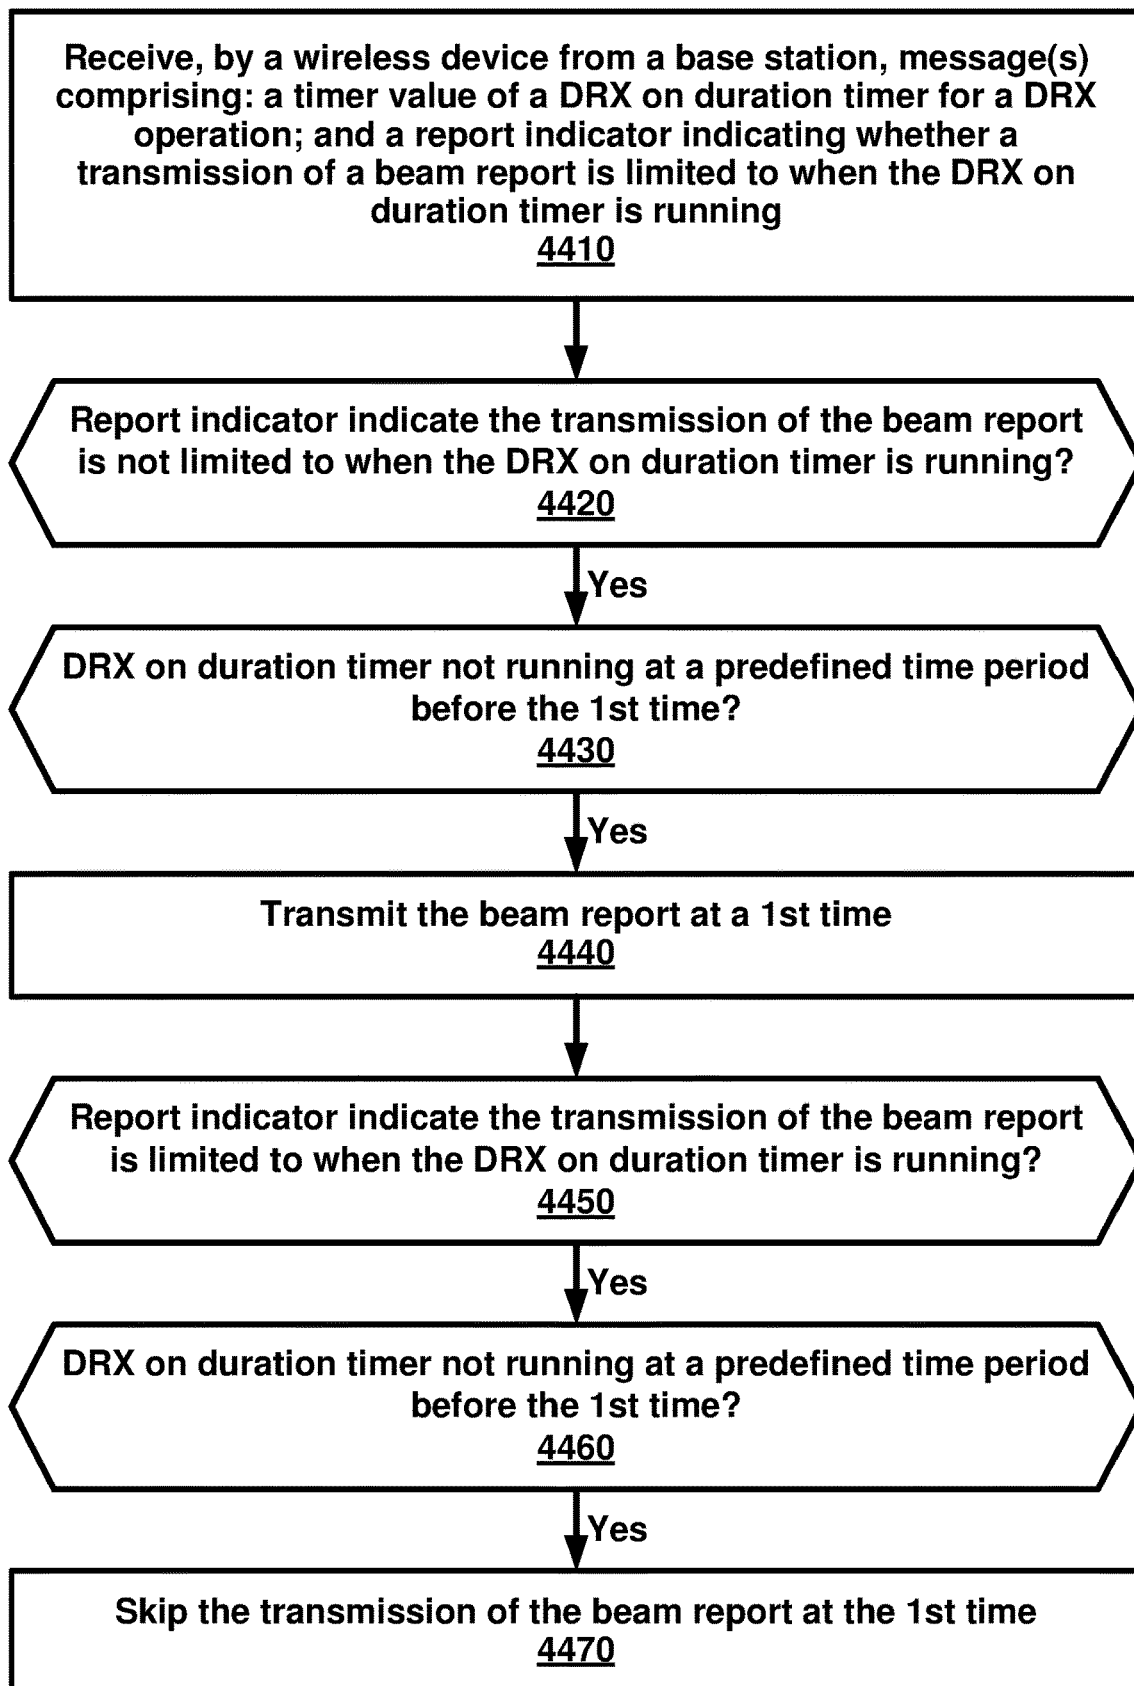 Receive, by a wireless device from a base station, message(s)
comprising: a timer value of a DRX on duration timer for a DRX
operation; and a report indicator indicating whether a
transmission of a beam report is limited to when the DRX on
duration timer is running
4410
Report indicator indicate the transmission of the beam report
is not limited to when the DRX on duration timer is running?
4420
Yes
DRX on duration timer not running at a predefined time period
before the 1st time?
4430
Yes
Transmit the beam report at a 1st time
4440
Report indicator indicate the transmission of the beam report
is limited to when the DRX on duration timer is running?
4450
Yes
DRX on duration timer not running at a predefined time period
before the 1st time?
4460
Yes
Skip the transmission of the beam report at the 1st time
4470